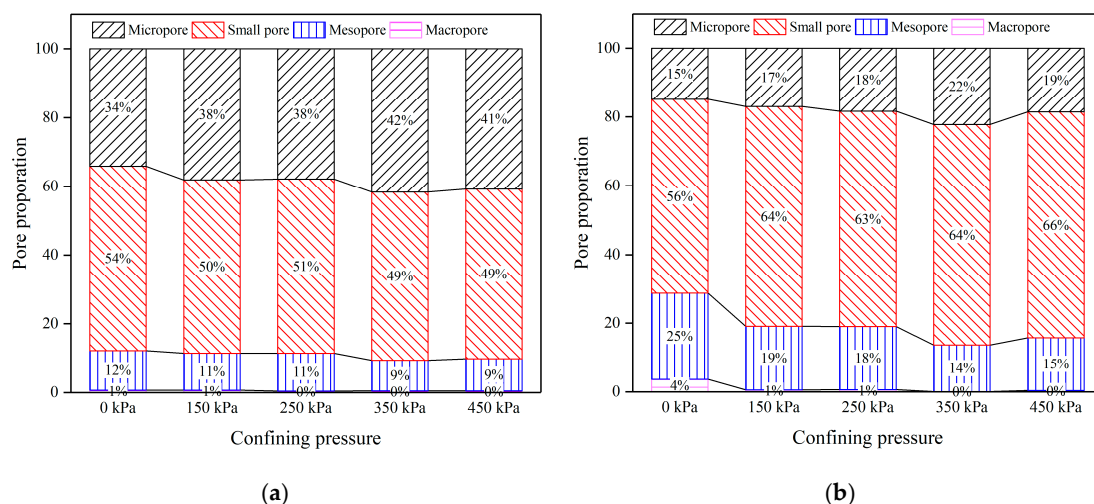 Micropore Small pore Mesopore Macropore
100
80
60
40
20
0
Pore proporation
34% 38% 38% 42% 41%
54% 50% 51% 49% 49%
12% 11% 11% 9% 9%
1% 1% 0% 0% 0%
0 kPa 150 kPa 250 kPa 350 kPa 450 kPa
Confining pressure
(a)
Micropore Small pore Mesopore Macropore
100
80
60
40
20
0
Pore proporation
15% 17% 18% 22% 19%
56% 64% 63% 64% 66%
25% 19% 18% 14% 15%
4% 1% 1% 0% 0%
0 kPa 150 kPa 250 kPa 350 kPa 450 kPa
Confining pressure
(b)